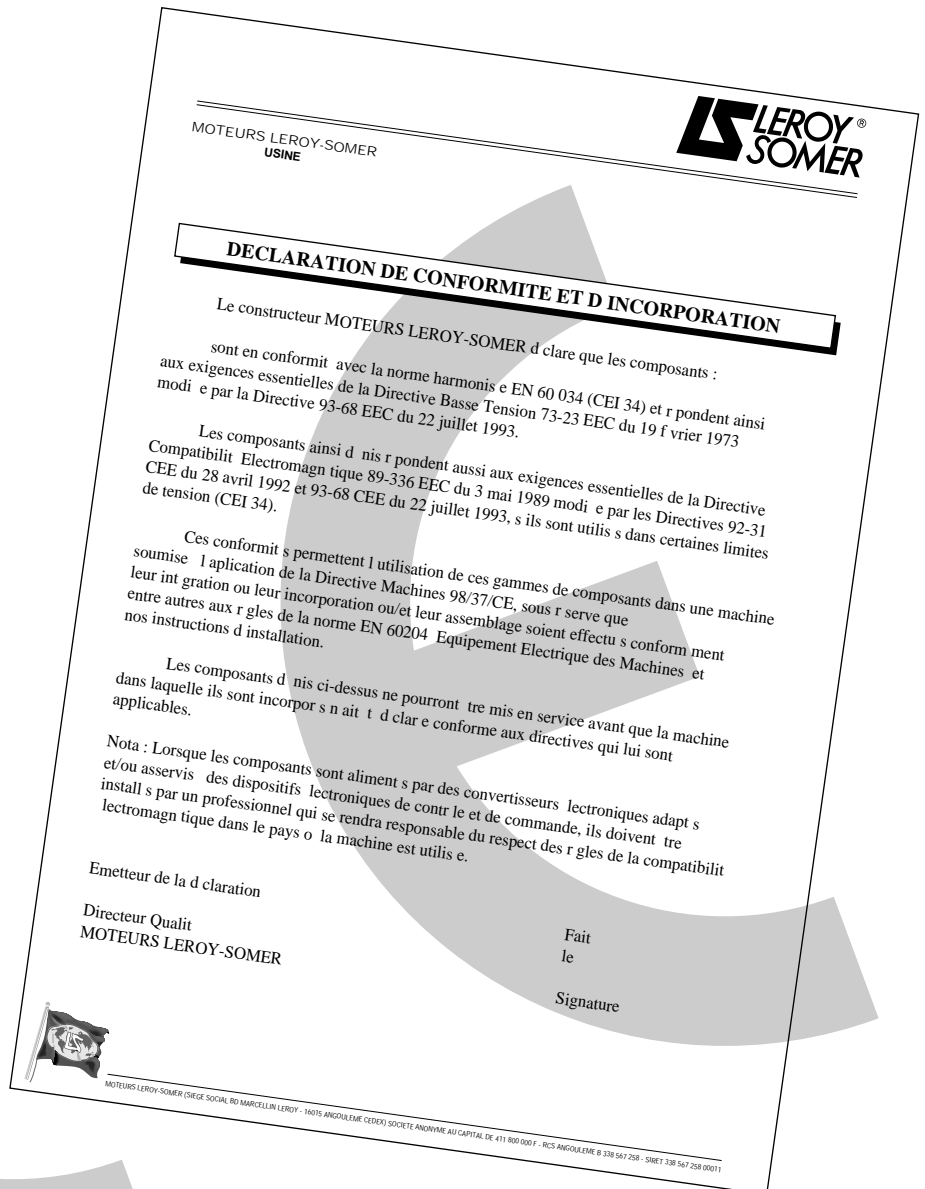 LEROY ®
SOMER
MOTEURS LEROY-SOMER
USINE
DECLARATION DE CONFORMITE ET D INCORPORATION
Le constructeur MOTEURS LEROY-SOMER d clare que les composants :
sont en conformit avec la norme harmonis e EN 60 034 (CEI 34) et r pondent ainsi
aux exigences essentielles de la Directive Basse Tension 73-23 EEC du 19 f vrier 1973
modi e par la Directive 93-68 EEC du 22 juillet 1993.
Les composants ainsi d nis r pondent aussi aux exigences essentielles de la Directive
Compatibilit Electromagn tique 89-336 EEC du 3 mai 1989 modi e par les Directives 92-31
CEE du 28 avril 1992 et 93-68 CEE du 22 juillet 1993, s ils sont utilis s dans certaines limites
de tension (CEI 34).
Ces conformit s permettent l utilisation de ces gammes de composants dans une machine
soumise l aplication de la Directive Machines 98/37/CE, sous r serve que
leur int gration ou leur incorporation ou/et leur assemblage soient effectu s conform ment
entre autres aux r gles de la norme EN 60204 Equipement Electrique des Machines et
nos instructions d installation.
Les composants d nis ci-dessus ne pourront tre mis en service avant que la machine
dans laquelle ils sont incorpor s n ait t d clar e conforme aux directives qui lui sont
applicables.
Nota : Lorsque les composants sont aliment s par des convertisseurs lectroniques adapt s
et/ou asservis des dispositifs lectroniques de contr le et de commande, ils doivent tre
install s par un professionnel qui se rendra responsable du respect des r gles de la compatibilit
lectromagn tique dans le pays o la machine est utilis e.
Emetteur de la d claration
Directeur Qualit
MOTEURS LEROY-SOMER
Fait
le
Signature
MOTEURS LEROY-SOMER (SIEGE SOCIAL BD MARCELLIN LEROY - 16015 ANGOULEME CEDEX) SOCIETE ANONYME AU CAPITAL DE 411 800 000 F - RCS ANGOULEME B 338 567 258 - SIRET 338 567 258 00011